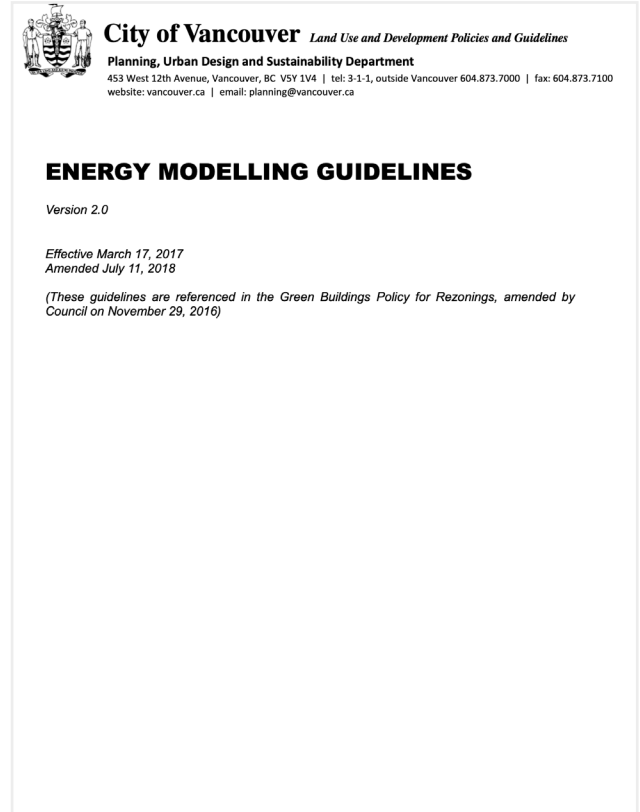 City of Vancouver Land Use and Development Policies and Guidelines
Planning, Urban Design and Sustainability Department
453 West 12th Avenue, Vancouver, BC V5Y 1V4 | tel: 3-1-1, outside Vancouver 604.873.7000 | fax: 604.873.7100
website: vancouver.ca | email: planning@vancouver.ca
ENERGY MODELLING GUIDELINES
Version 2.0
Effective March 17, 2017
Amended July 11, 2018
(These guidelines are referenced in the Green Buildings Policy for Rezonings, amended by
Council on November 29, 2016)